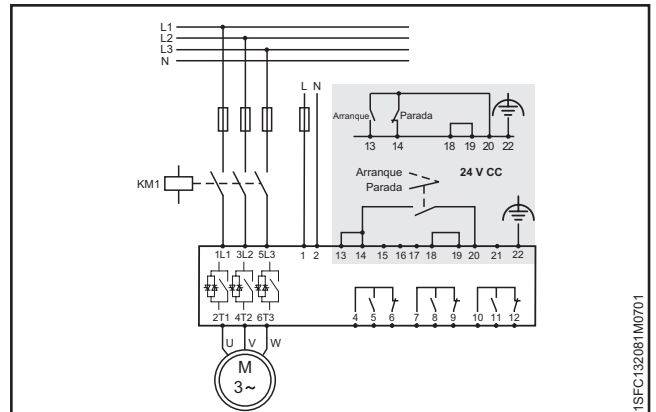 L1
L2
L3
N
L N
Arranque Parada
13 14 18 19 20 22
KM1
Arranque
Parada
24 V CC
1L1 3L2 5L3 1 2 13 14 15 16 17 18 19 20 21 22
2T1 4T2 6T3 4 5 6 7 8 9 10 11 12
U V W
M
3~
1SFC132081M0701